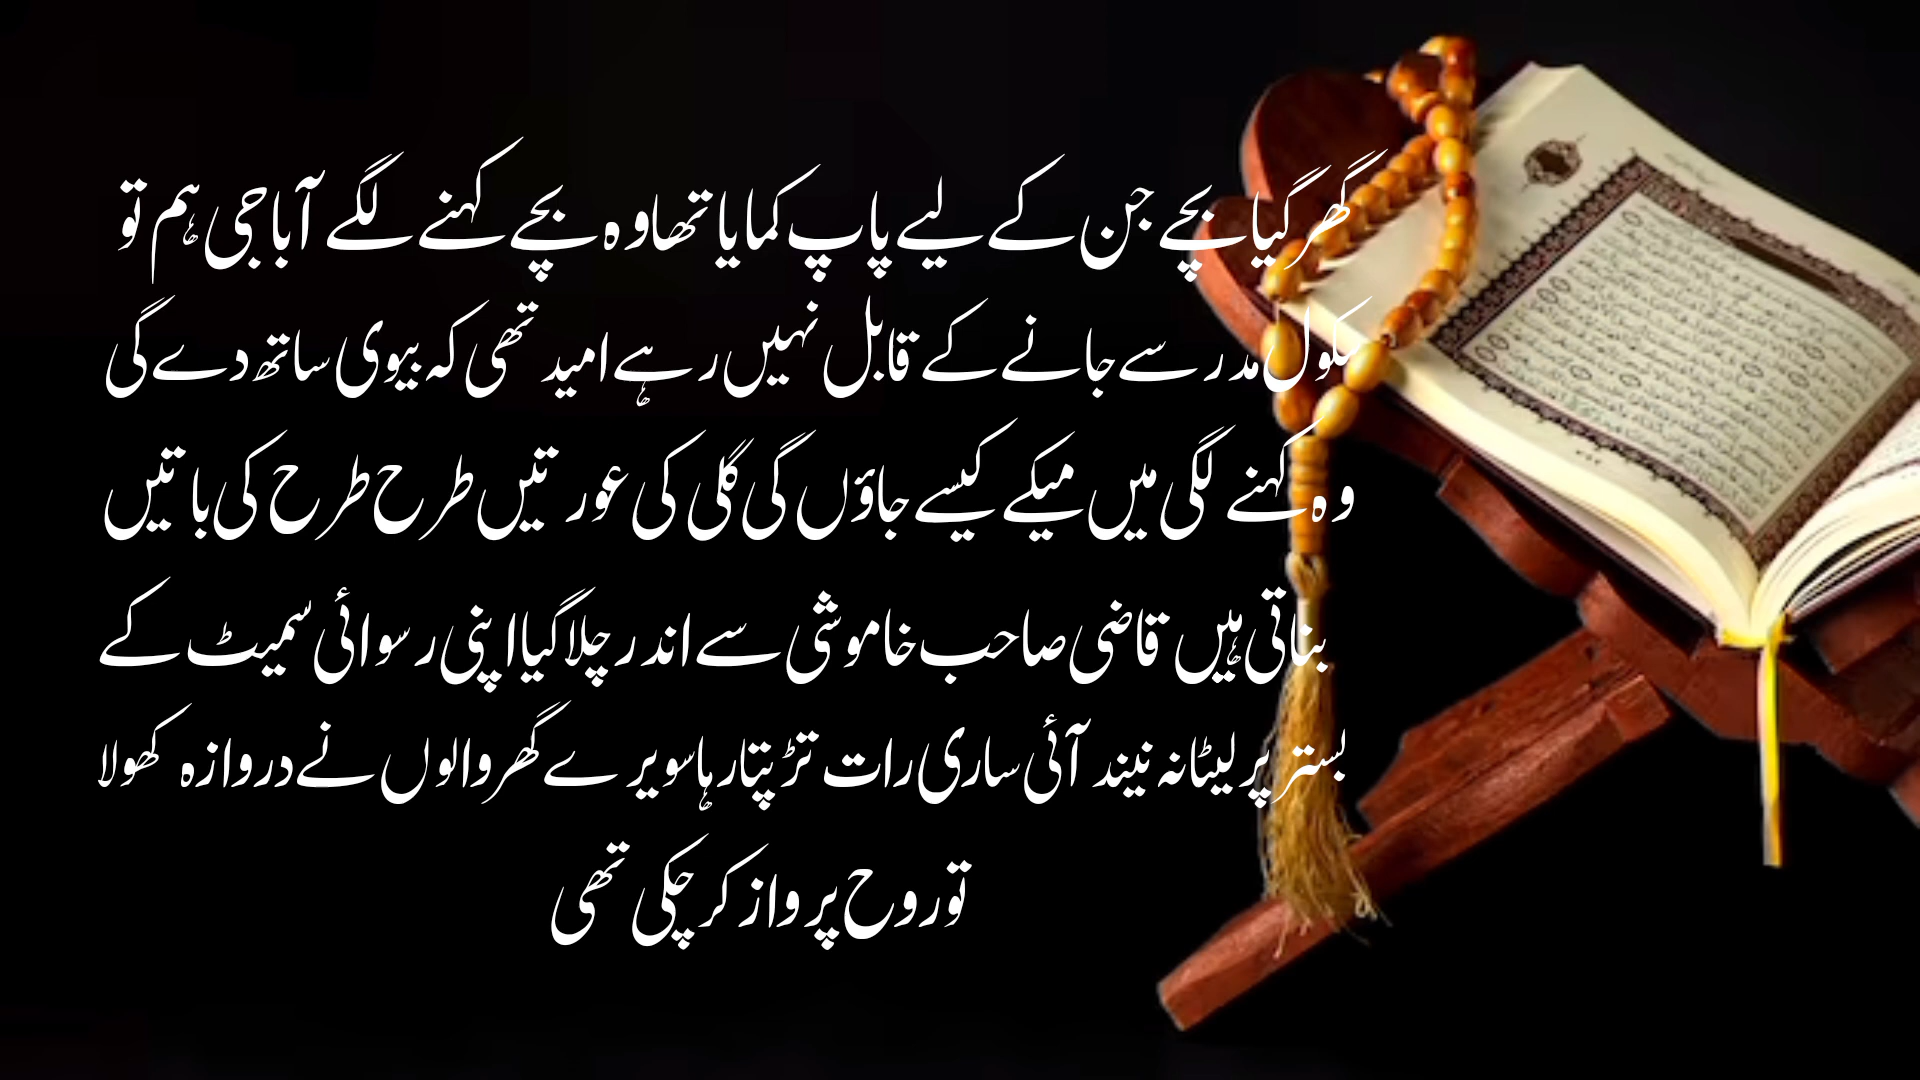 گھر گیا بچے جن کے لیے پاپ کمایا تھا وہ بچے کہنے لگے آبا جی ہم تو
سکول مدرسے جانے کے قابل نہیں رہے امید تھی کہ بیوی ساتھ دے گی
وہ کہنے لگی میں میکے کیسے جاؤں گی گلی کی عورتیں طرح طرح کی باتیں
بناتی ہیں قاضی صاحب خاموشی سے اندر چلا گیا اپنی رسوائی سمیٹ کے
بستر پر لیٹا نہ نیند آئی ساری رات تڑپتا رہا سویرے گھر والوں نے دروازہ کھولا
تو روح پرواز کر چکی تھی